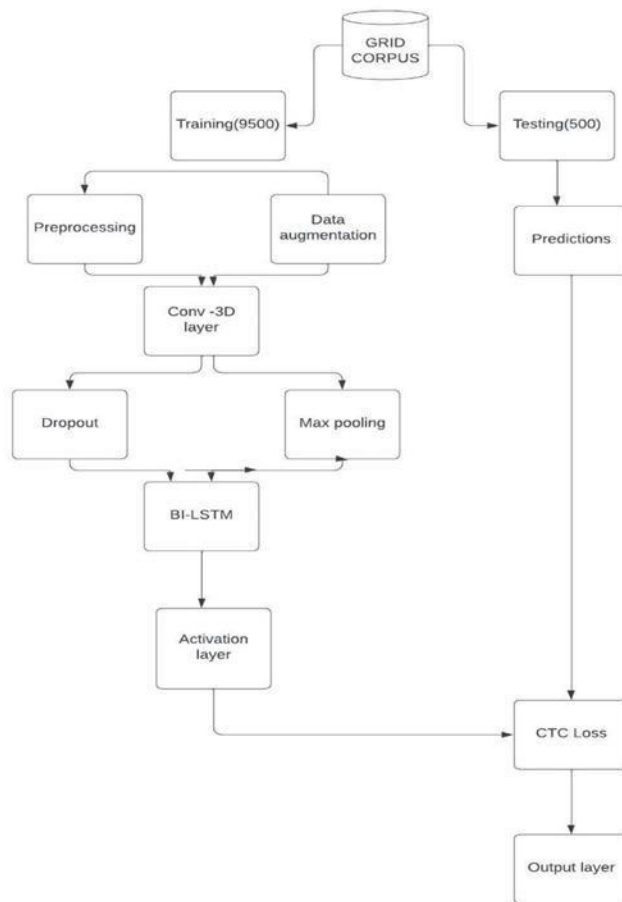 GRID
CORPUS
Training(9500)
Testing(500)
Preprocessing
Data
augmentation
Predictions
Conv -3D
layer
Dropout
Max pooling
BI-LSTM
Activation
layer
CTC Loss
Output layer